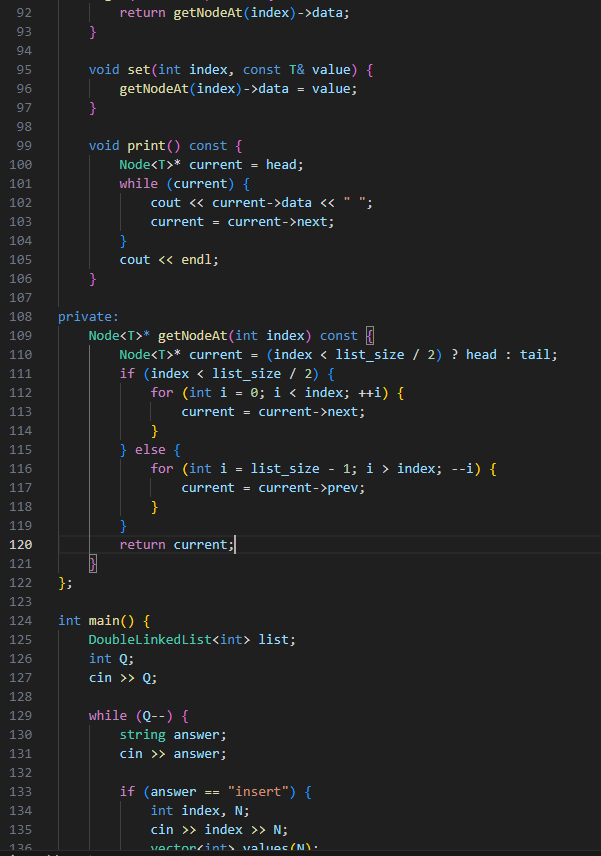 92 return getNodeAt(index)->data;
93 }
94
95 void set(int index, const T& value) {
96 getNodeAt(index)->data = value;
97 }
98
99 void print() const {
100 Node<T>* current = head;
101 while (current) {
102 cout << current->data << " ";
103 current = current->next;
104 }
105 cout << endl;
106 }
107
108 private:
109 Node<T>* getNodeAt(int index) const {
110 Node<T>* current = (index < list_size / 2) ? head : tail;
111 if (index < list_size / 2) {
112 for (int i = 0; i < index; ++i) {
113 current = current->next;
114 }
115 } else {
116 for (int i = list_size - 1; i > index; --i) {
117 current = current->prev;
118 }
119 }
120 return current;
121 }
122 };
123
124 int main() {
125 DoubleLinkedList<int> list;
126 int Q;
127 cin >> Q;
128
129 while (Q--) {
130 string answer;
131 cin >> answer;
132
133 if (answer == "insert") {
134 int index, N;
135 cin >> index >> N;
136 vector<int> values(N);